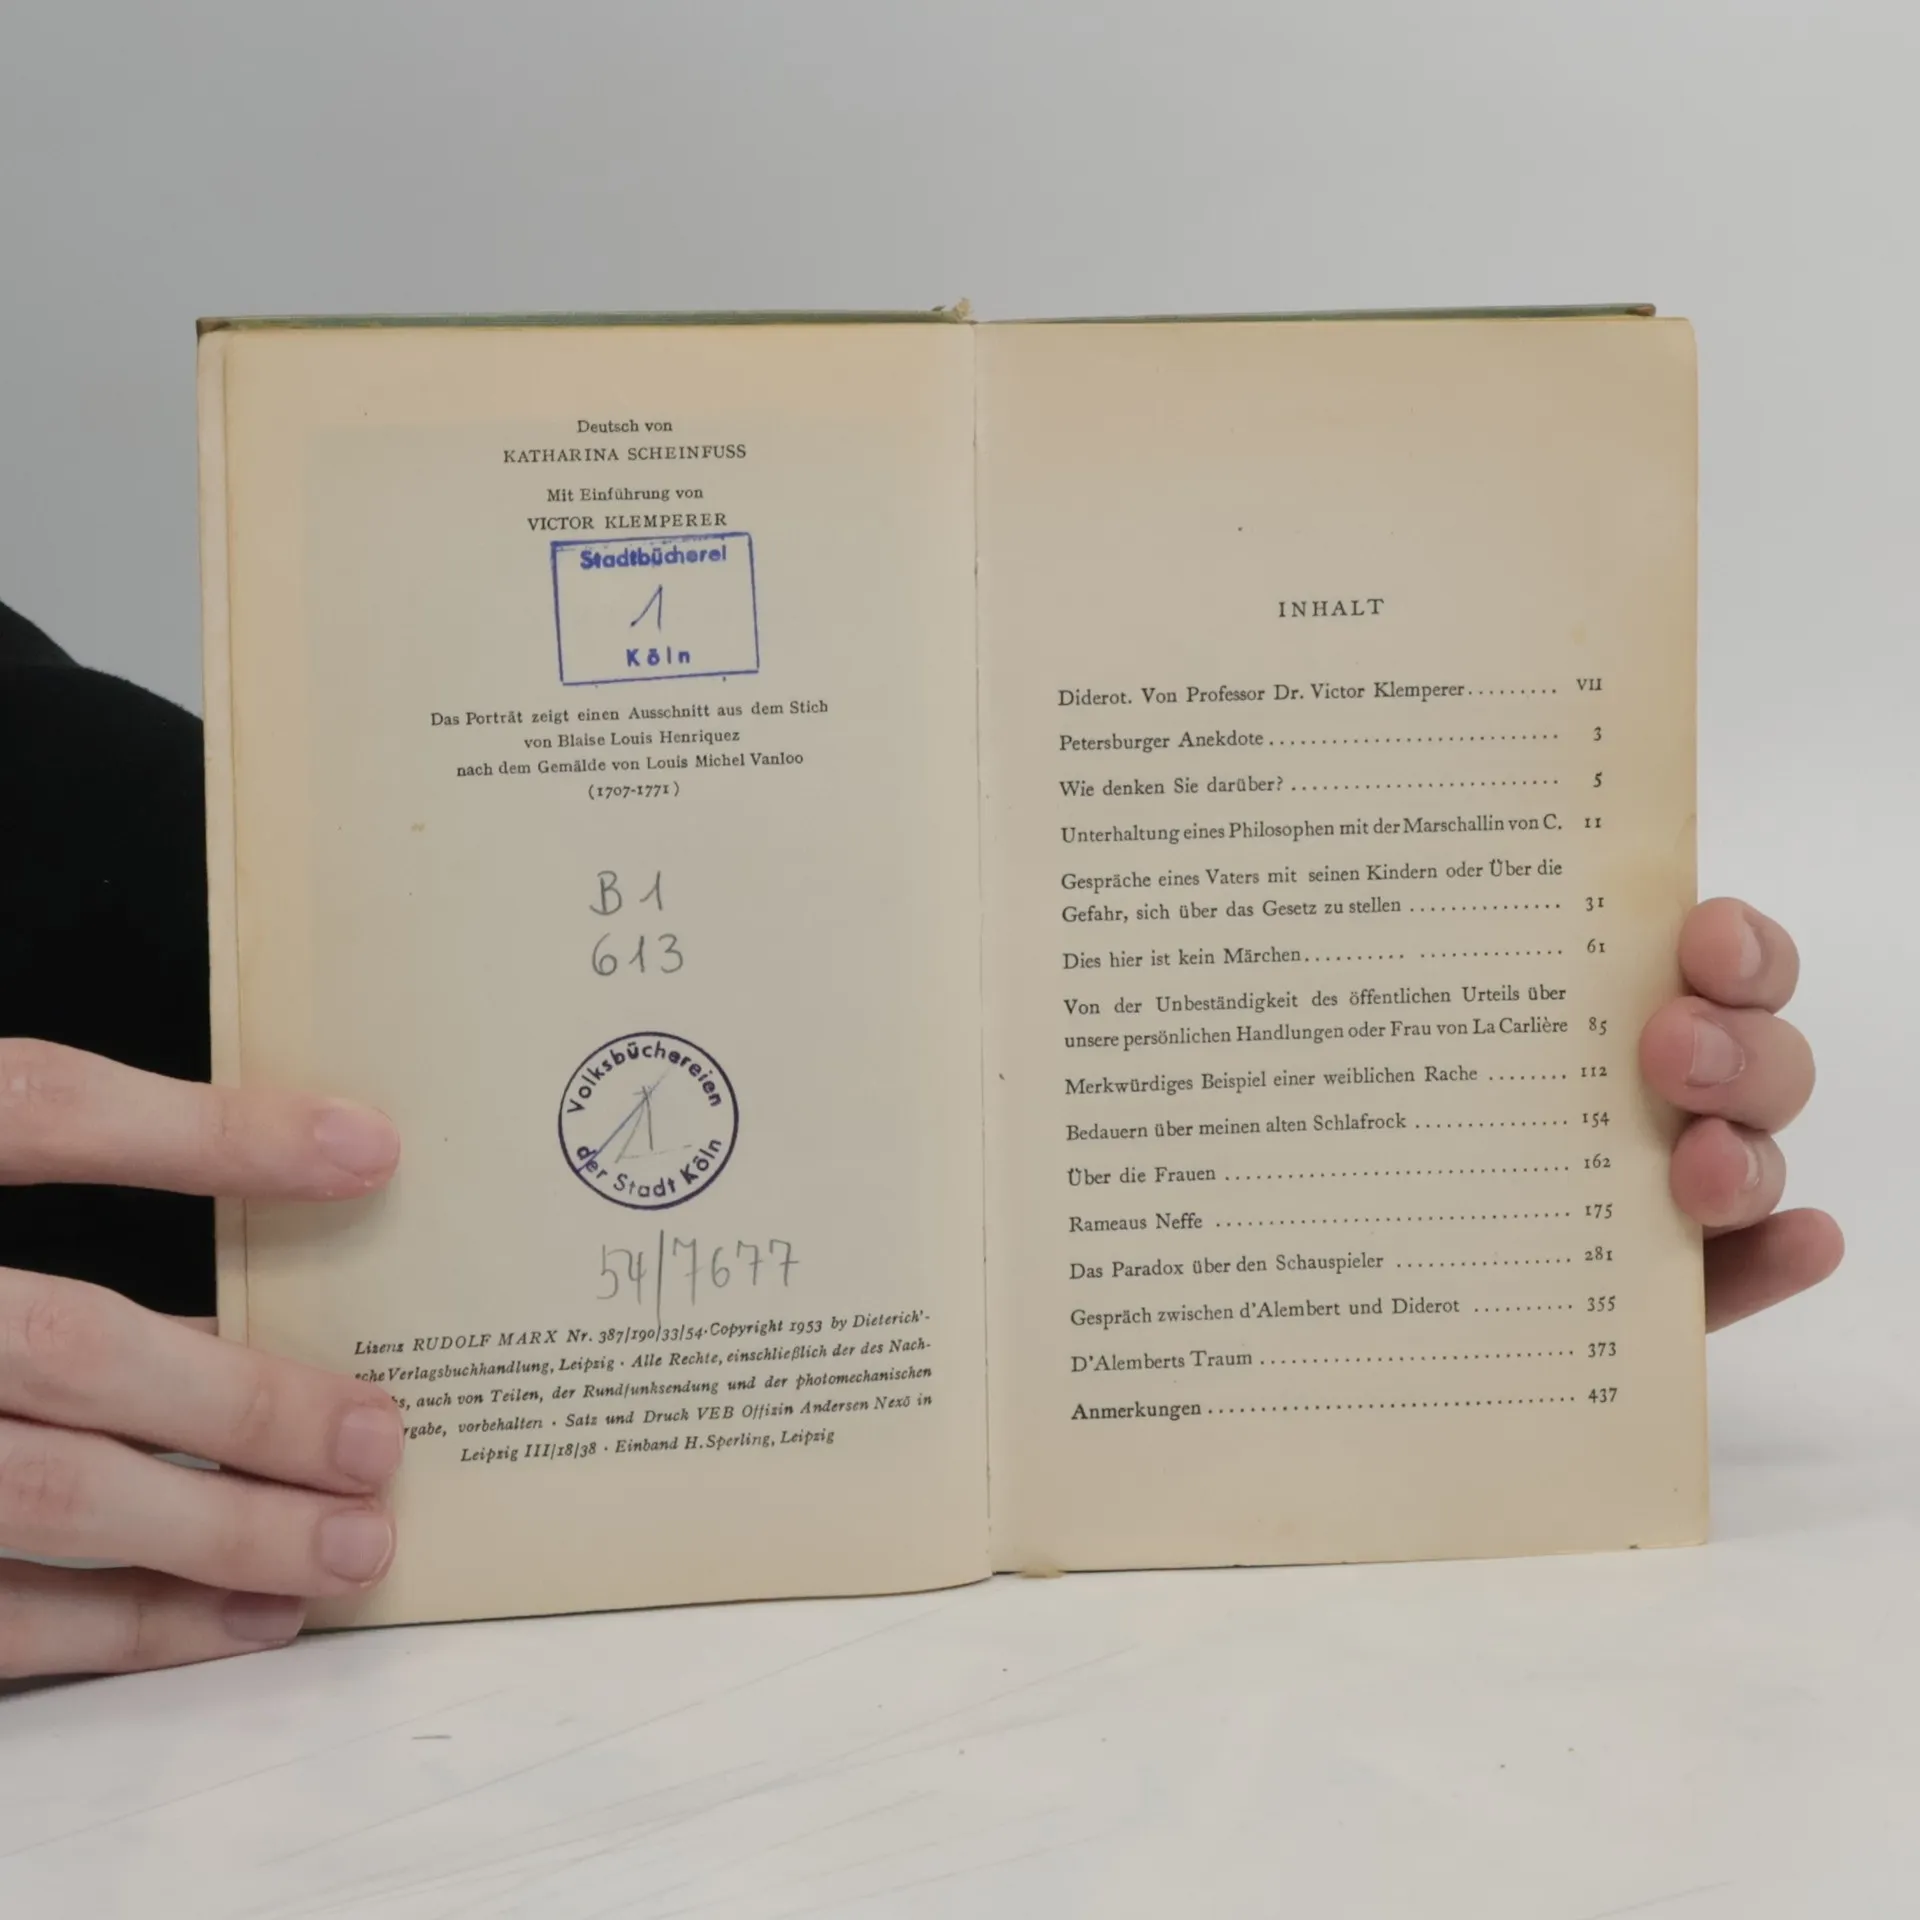 Deutsch von
KATHARINA SCHEINFUSS
Mit Einführung von
VICTOR KLEMPERER
Stadtbücherei
1
Köln
Das Porträt zeigt einen Ausschnitt aus dem Stich
von Blaise Louis Henriquez
nach dem Gemälde von Louis Michel Vanloo
(1707-1771)
B 1
613
Volksbüchereien
der Stadt Köln
54/7677
Lizenz RUDOLF MARX Nr. 387/190/33/54·Copyright 1953 by Dieterich'-
sche Verlagsbuchhandlung, Leipzig · Alle Rechte, einschließlich der des Nach-
auch von Teilen, der Rundfunksendung und der photomechanischen
vorbehalten · Satz und Druck VEB Offizin Andersen Nexö in
Leipzig III/18/38 · Einband H. Sperling, Leipzig
INHALT
Diderot. Von Professor Dr. Victor Klemperer......... VII
Petersburger Anekdote............................ 3
Wie denken Sie darüber?.......................... 5
Unterhaltung eines Philosophen mit der Marschallin von C. 11
Gespräche eines Vaters mit seinen Kindern oder Über die
Gefahr, sich über das Gesetz zu stellen ............... 31
Dies hier ist kein Märchen.......... .............. 61
Von der Unbeständigkeit des öffentlichen Urteils über
unsere persönlichen Handlungen oder Frau von La Carlière 85
Merkwürdiges Beispiel einer weiblichen Rache ........ 112
Bedauern über meinen alten Schlafrock ............... 154
Über die Frauen ................................. 162
Rameaus Neffe .................................. 175
Das Paradox über den Schauspieler ................. 281
Gespräch zwischen d'Alembert und Diderot .......... 355
D'Alemberts Traum .............................. 373
Anmerkungen ................................... 437